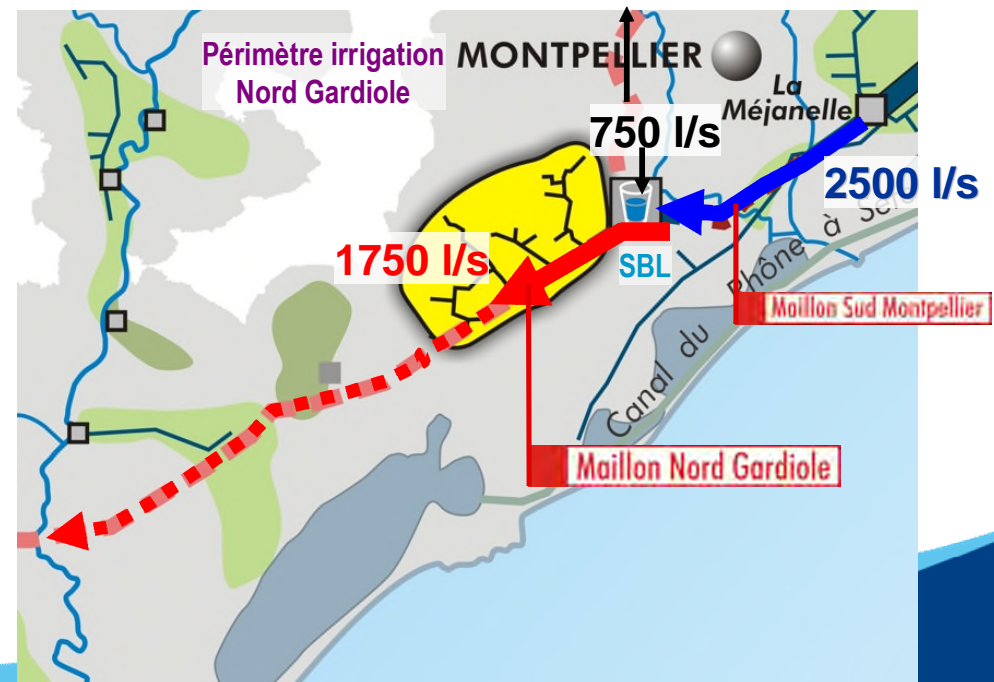 Périmètre irrigation
Nord Gardiole
MONTPELLIER
La
Méjanelle
750 l/s
2500 l/s
1750 l/s
SBL
Canal du Rhône à
Maillon Sud Montpellier
Maillon Nord Gardiole